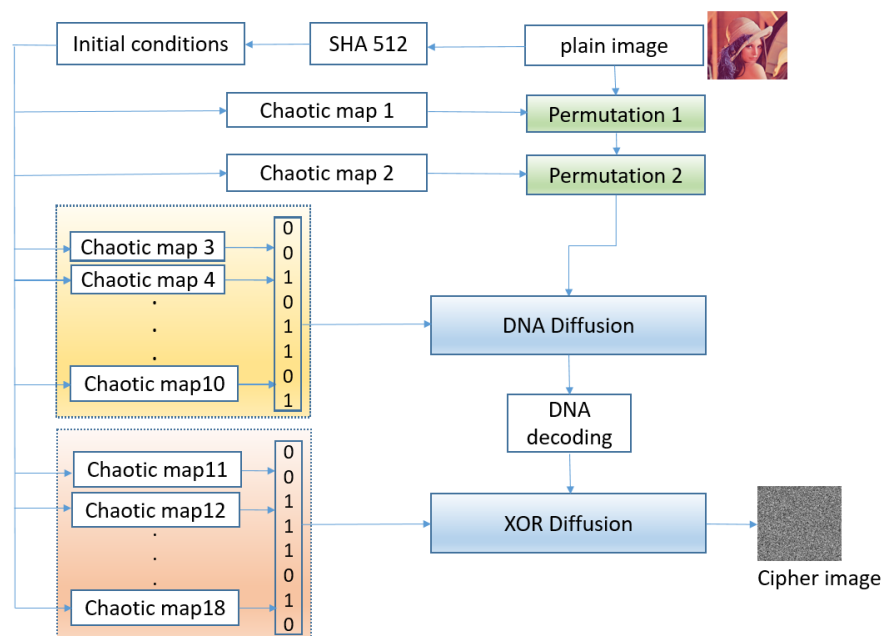 Initial conditions
SHA 512
plain image
Chaotic map 1
Permutation 1
Chaotic map 2
Permutation 2
Chaotic map 3
Chaotic map 4
.
.
.
Chaotic map10
0
0
1
0
1
1
0
1
DNA Diffusion
DNA
decoding
Chaotic map11
Chaotic map12
.
.
.
Chaotic map18
0
0
1
1
1
0
1
0
XOR Diffusion
Cipher image